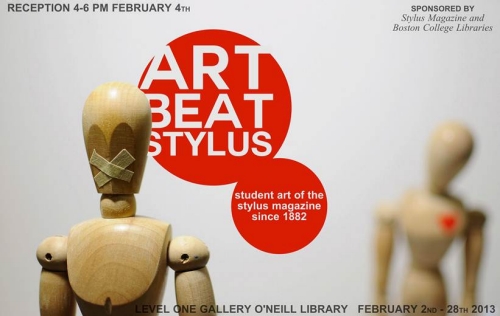 RECEPTION 4-6 PM FEBRUARY 4TH
SPONSORED BY
Stylus Magazine and
Boston College Libraries
ART
BEAT
STYLUS
student art of the
stylus magazine
since 1882
LEVEL ONE GALLERY O'NEILL LIBRARY FEBRUARY 2ND - 28TH 2013